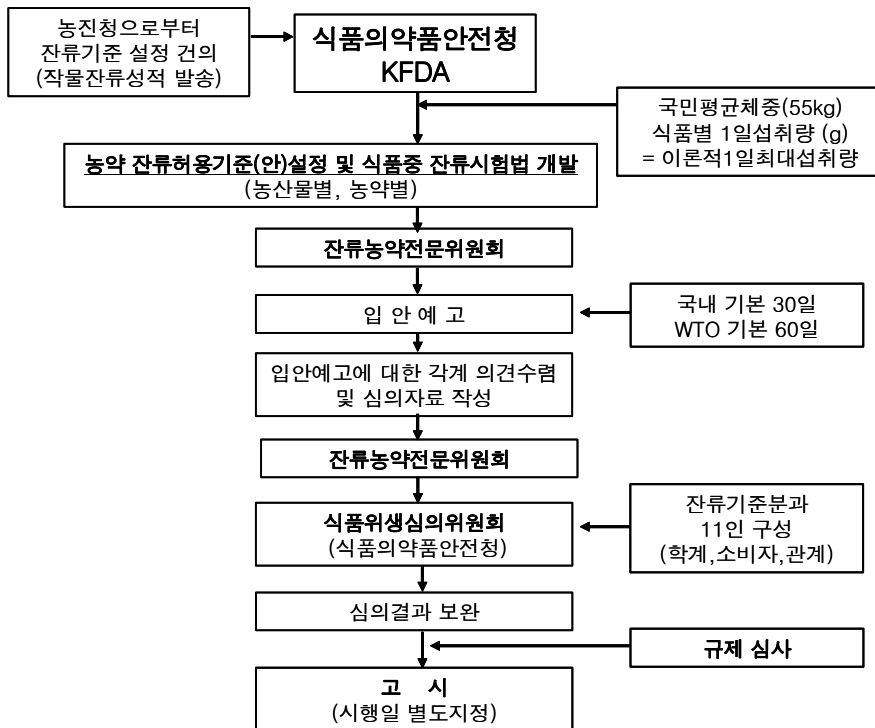 농진청으로부터
잔류기준 설정 건의
(작물잔류성적 발송)
식품의약품안전청
KFDA
국민평균체중(55kg)
식품별 1일섭취량 (g)
= 이론적1일최대섭취량
농약 잔류허용기준(안)설정 및 식품중 잔류시험법 개발
(농산물별, 농약별)
잔류농약전문위원회
입 안 예 고
국내 기본 30일
WTO 기본 60일
입안예고에 대한 각계 의견수렴
및 심의자료 작성
잔류농약전문위원회
식품위생심의위원회
(식품의약품안전청)
잔류기준분과
11인 구성
(학계,소비자,관계)
심의결과 보완
규제 심사
고 시
(시행일 별도지정)